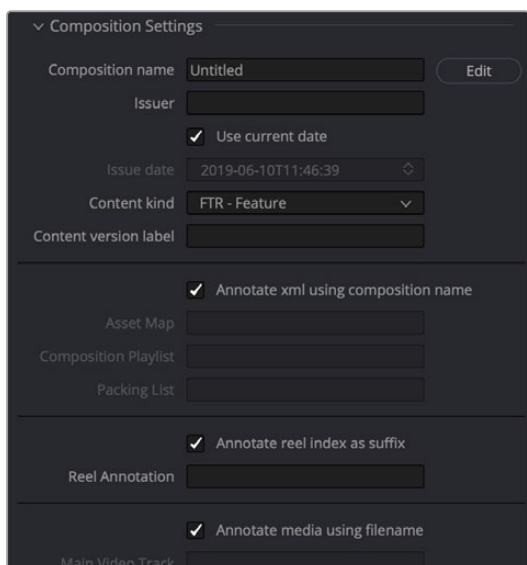 Composition Settings
Composition name Untitled Edit
Issuer
Use current date
Issue date 2019-06-10T11:46:39
Content kind FTR - Feature
Content version label
Annotate xml using composition name
Asset Map
Composition Playlist
Packing List
Annotate reel index as suffix
Reel Annotation
Annotate media using filename
Main Video Track